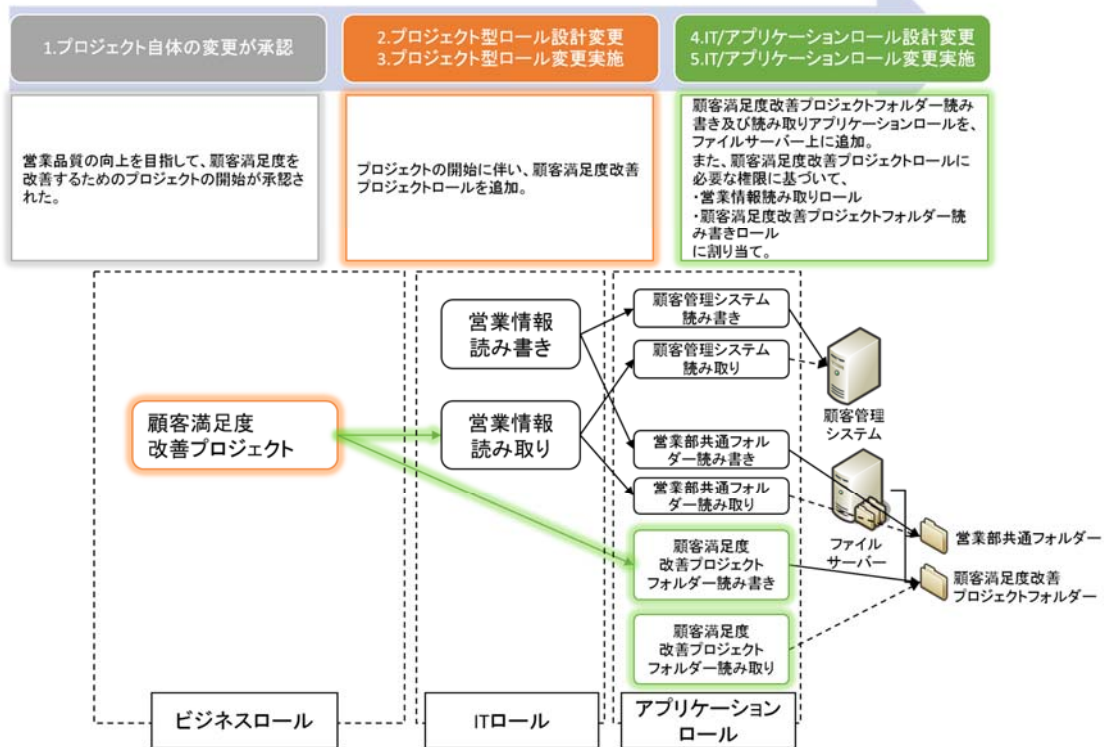 1.プロジェクト自体の変更が承認
2.プロジェクト型ロール設計変更
3.プロジェクト型ロール変更実施
4.IT/アプリケーションロール設計変更
5.IT/アプリケーションロール変更実施
営業品質の向上を目指して、顧客満足度を
改善するためのプロジェクトの開始が承認さ
れた。
プロジェクトの開始に伴い、顧客満足度改善
プロジェクトロールを追加。
顧客満足度改善プロジェクトフォルダー読み
書き及び読み取りアプリケーションロールを、
ファイルサーバー上に追加。
また、顧客満足度改善プロジェクトロールに
必要な権限に基づいて、
・営業情報読み取りロール
・顧客満足度改善プロジェクトフォルダー読
み書きロール
に割り当て。
顧客満足度
改善プロジェクト
営業情報
読み書き
営業情報
読み取り
顧客管理システム
読み書き
顧客管理システム
読み取り
営業部共通フォル
ダー読み書き
営業部共通フォル
ダー読み取り
顧客満足度
改善プロジェクト
フォルダー読み書き
顧客満足度
改善プロジェクト
フォルダー読み取り
顧客管理
システム
ファイル
サーバー
営業部共通フォルダー
顧客満足度改善
プロジェクトフォルダー
ビジネスロール
ITロール
アプリケーション
ロール